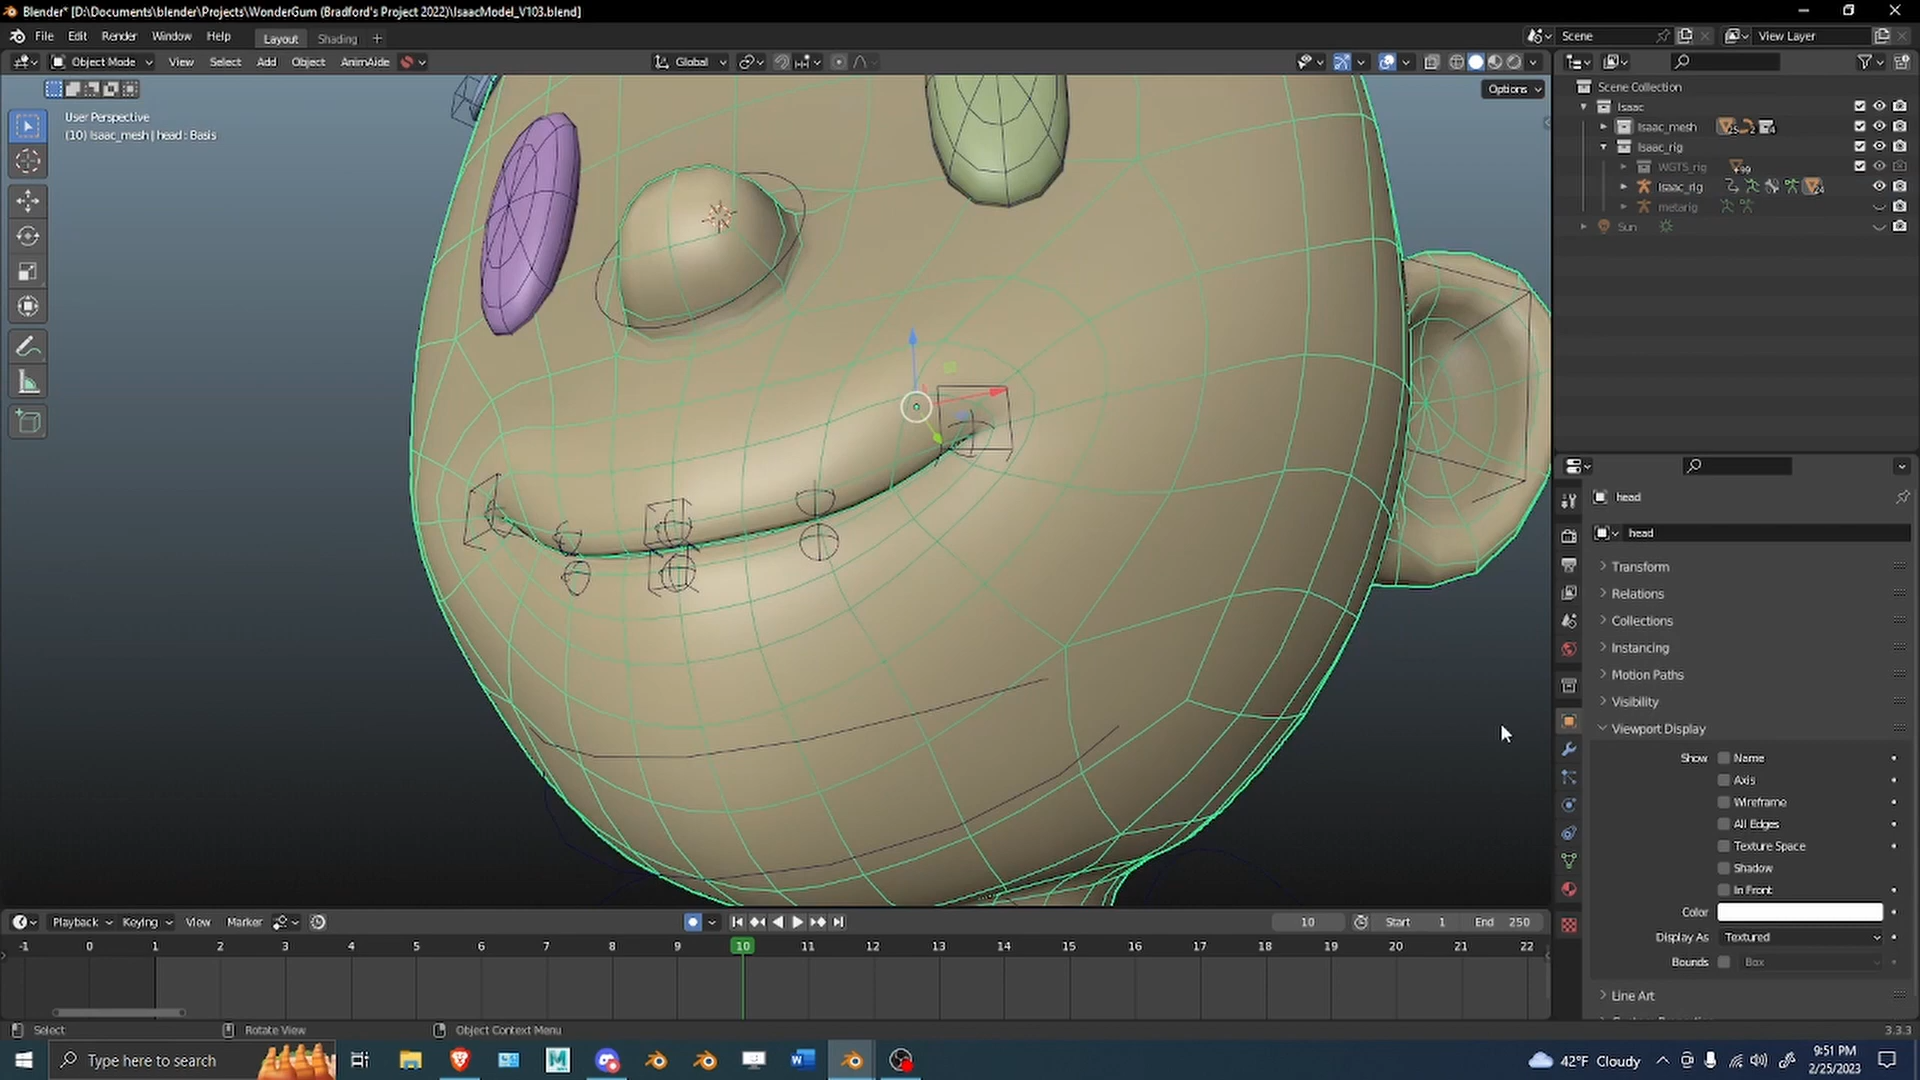 Blender* [D:\Documents\blender\Projects\WonderGum (Bradford's Project 2022)\IsaacModel_V103.blend]
File Edit Render Window Help Layout Shading + Scene View Layer
Object Mode View Select Add Object AnimAide Global
Options
User Perspective
(10) Isaac_mesh | head : Basis
Scene Collection
Isaac
Isaac_mesh 25 2 4
Isaac_rig
WGTS_rig 99
Isaac_rig 24
metarig
Sun
head
head
Transform
Relations
Collections
Instancing
Motion Paths
Visibility
Viewport Display
Show Name
Axis
Wireframe
All Edges
Texture Space
Shadow
In Front
Color
Display As Textured
Bounds Box
Line Art
Playback Keying View Marker 10 Start 1 End 250
-1 0 1 2 3 4 5 6 7 8 9 10 11 12 13 14 15 16 17 18 19 20 21 22
Select Rotate View Object Context Menu 3.3.3
Type here to search 42°F Cloudy 9:51 PM
2/25/2023